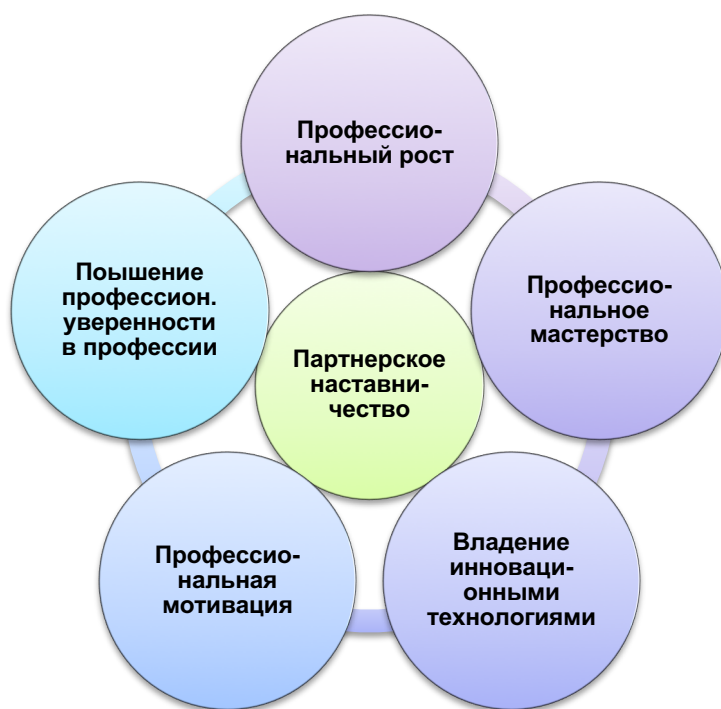 Профессио-
нальный рост
Профессио-
нальное
мастерство
Владение
инноваци-
онными
технологиями
Профессио-
нальная
мотивация
Поышение
профессион.
уверенности
в профессии
Партнерское
наставни-
чество